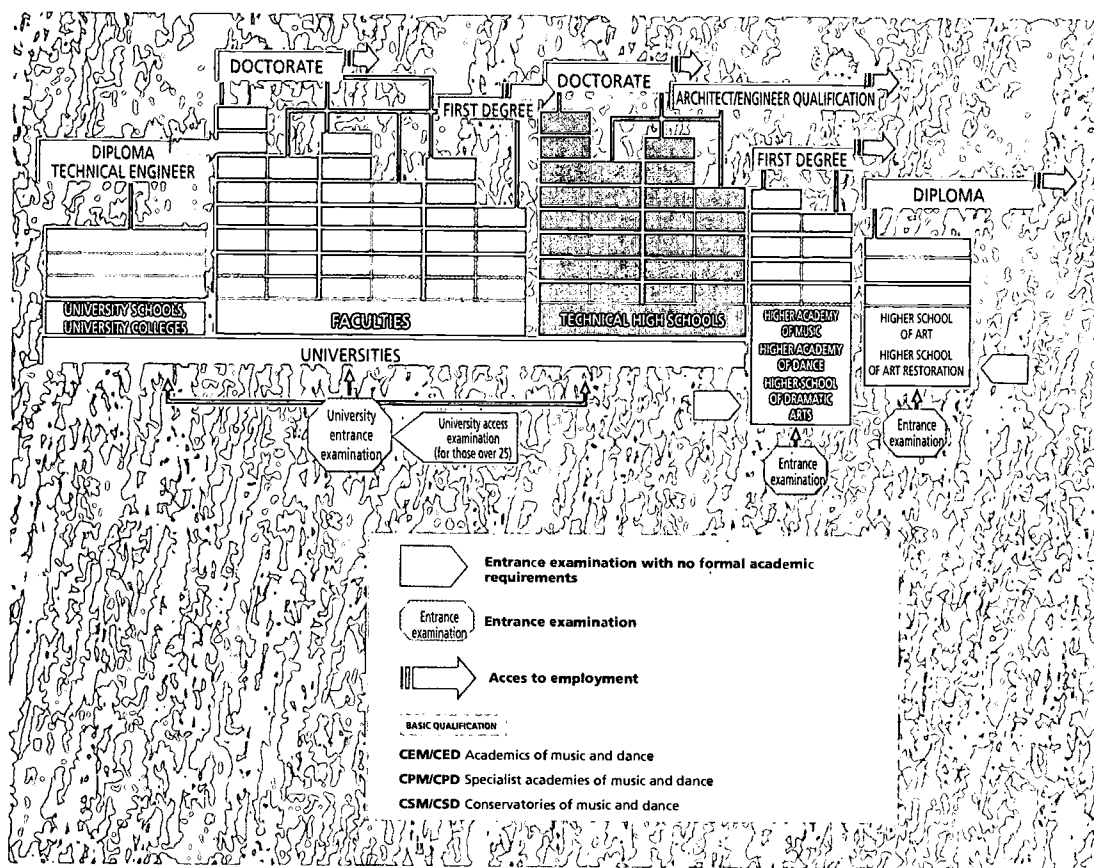 DOCTORATE
DOCTORATE
FIRST DEGREE
ARCHITECT/ENGINEER QUALIFICATION
DIPLOMA
TECHNICAL ENGINEER
FIRST DEGREE
DIPLOMA
UNIVERSITY SCHOOLS,
UNIVERSITY COLLEGES
FACULTIES
TECHNICAL HIGH SCHOOLS
HIGHER ACADEMY
OF MUSIC
HIGHER ACADEMY
OF DANCE
HIGHER SCHOOL
OF DRAMATIC
ARTS
HIGHER SCHOOL
OF ART
HIGHER SCHOOL
OF ART RESTORATION
UNIVERSITIES
University
entrance
examination
University access
examination
(for those over 25)
Entrance
examination
Entrance
examination
Entrance examination with no formal academic
requirements
Entrance
examination
Entrance examination
Acces to employment
BASIC QUALIFICATION
CEM/CED Academics of music and dance
CPM/CPD Specialist academies of music and dance
CSM/CSD Conservatories of music and dance